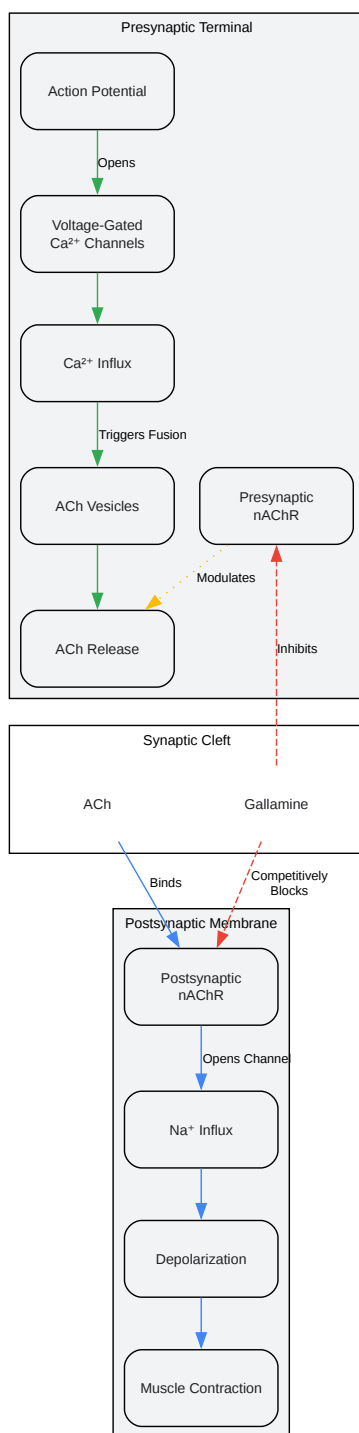 Presynaptic Terminal
Action Potential
Opens
Voltage-Gated
Ca²⁺ Channels
Ca²⁺ Influx
Triggers Fusion
ACh Vesicles
Presynaptic
nAChR
Modulates
ACh Release
Inhibits
Synaptic Cleft
ACh
Gallamine
Binds
Competitively
Blocks
Postsynaptic Membrane
Postsynaptic
nAChR
Opens Channel
Na⁺ Influx
Depolarization
Muscle Contraction